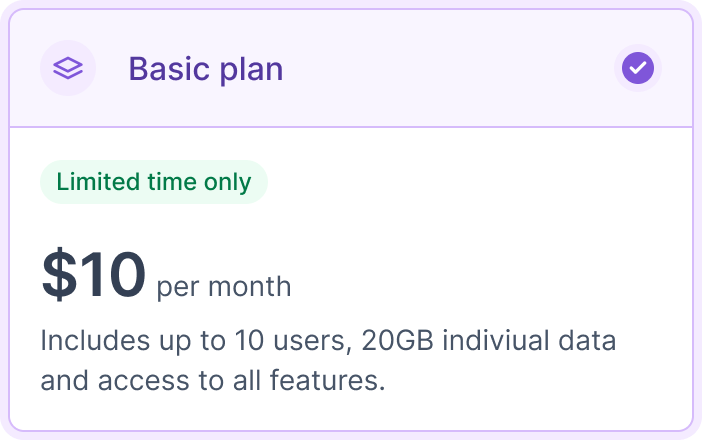 Basic plan
Limited time only
$10 per month
Includes up to 10 users, 20GB indiviual data
and access to all features.